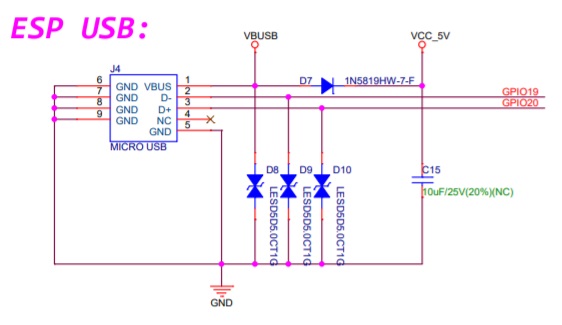 ESP USB:
VBUSB
VCC_5V
J4
D7
1N5819HW-7-F
6 GND VBUS 1
7 GND D- 2
8 GND D+ 3
9 GND NC 4
GND 5
MICRO USB
GPIO19
GPIO20
D8
LESD5D5.0CT1G
D9
LESD5D5.0CT1G
D10
LESD5D5.0CT1G
C15
10uF/25V(20%)(NC)
GND